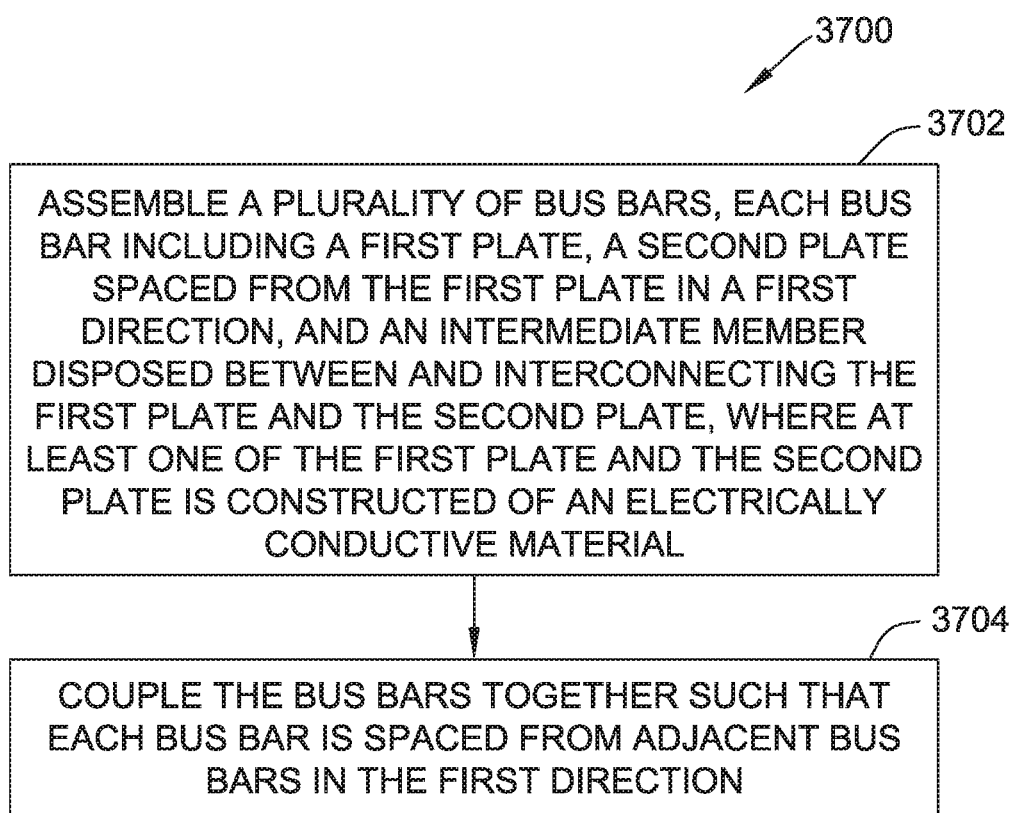 3700
3702
ASSEMBLE A PLURALITY OF BUS BARS, EACH BUS
BAR INCLUDING A FIRST PLATE, A SECOND PLATE
SPACED FROM THE FIRST PLATE IN A FIRST
DIRECTION, AND AN INTERMEDIATE MEMBER
DISPOSED BETWEEN AND INTERCONNECTING THE
FIRST PLATE AND THE SECOND PLATE, WHERE AT
LEAST ONE OF THE FIRST PLATE AND THE SECOND
PLATE IS CONSTRUCTED OF AN ELECTRICALLY
CONDUCTIVE MATERIAL
3704
COUPLE THE BUS BARS TOGETHER SUCH THAT
EACH BUS BAR IS SPACED FROM ADJACENT BUS
BARS IN THE FIRST DIRECTION